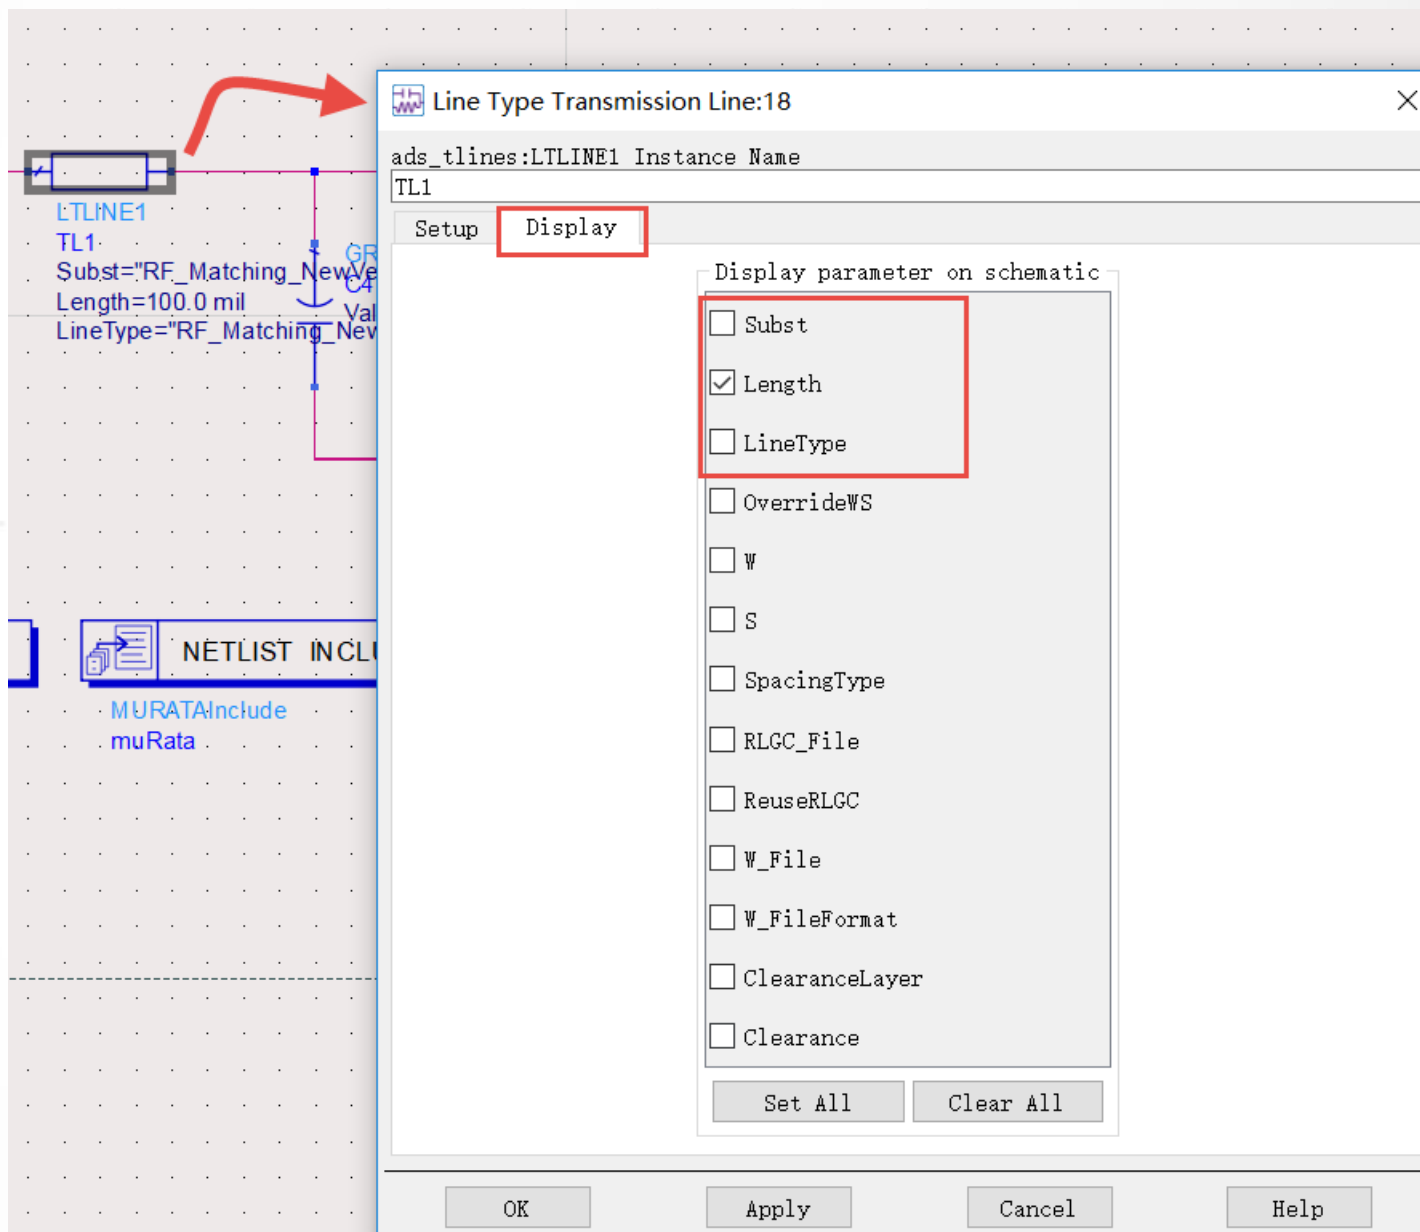 Line Type Transmission Line:18
ads_tlines:LTLINE1 Instance Name
TL1
Setup
Display
LTLINE1
TL1
Subst="RF_Matching_NewVe
Length=100.0 mil
LineType="RF_Matching_New
GR
C4
Val
NETLIST INCLU
MURATAInclude
muRata
Display parameter on schematic
Subst
Length
LineType
OverrideWS
W
S
SpacingType
RLGC_File
ReuseRLGC
W_File
W_FileFormat
ClearanceLayer
Clearance
Set All
Clear All
OK
Apply
Cancel
Help